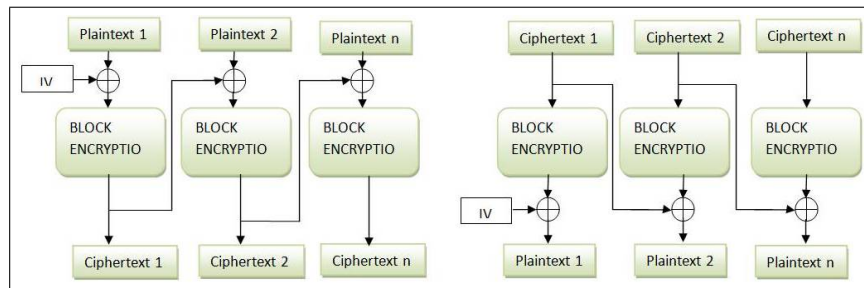 Plaintext 1
Plaintext 2
Plaintext n
IV
BLOCK
ENCRYPTIO
BLOCK
ENCRYPTIO
BLOCK
ENCRYPTIO
Ciphertext 1
Ciphertext 2
Ciphertext n
Ciphertext 1
Ciphertext 2
Ciphertext n
BLOCK
ENCRYPTIO
BLOCK
ENCRYPTIO
BLOCK
ENCRYPTIO
IV
Plaintext 1
Plaintext 2
Plaintext n